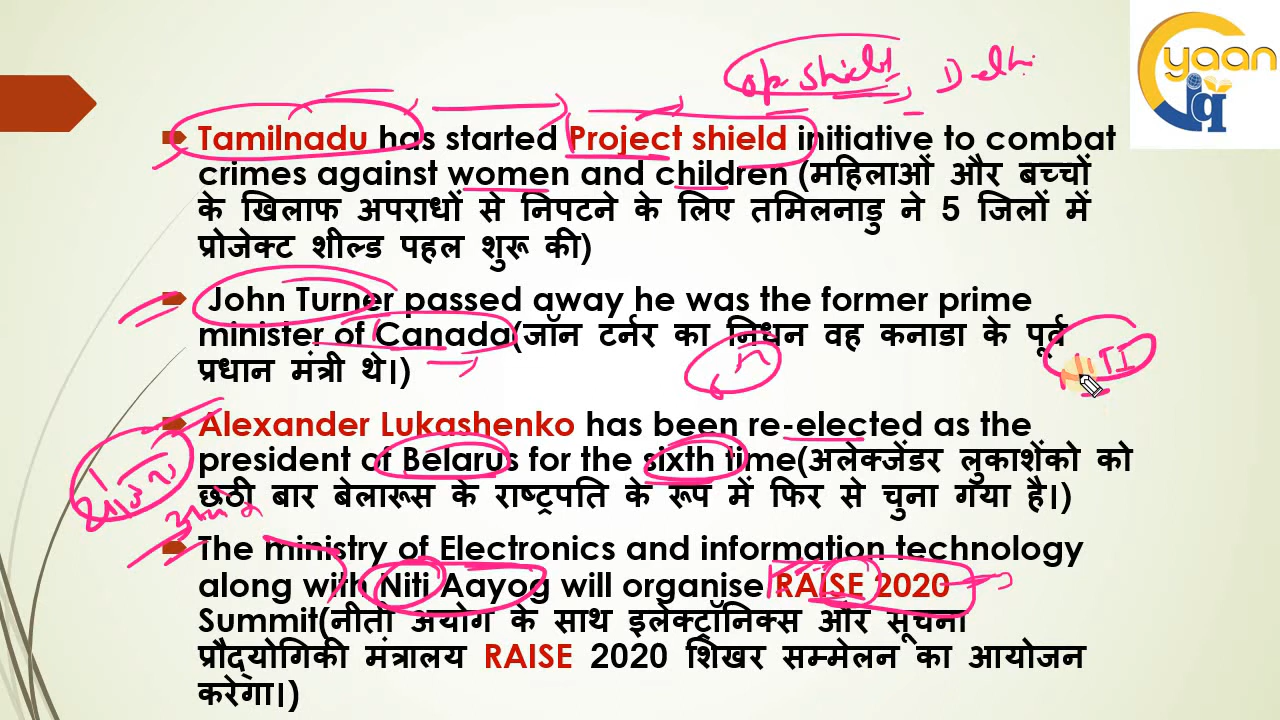 op shield Delhi
yaan
q
Tamilnadu has started Project shield initiative to combat
crimes against women and children (महिलाओं और बच्चों
के खिलाफ अपराधों से निपटने के लिए तमिलनाडु ने 5 जिलों में
प्रोजेक्ट शील्ड पहल शुरू की)
John Turner passed away he was the former prime
minister of Canada(जॉन टर्नर का निधन वह कनाडा के पूर्व
प्रधान मंत्री थे।)
Alexander Lukashenko has been re-elected as the
president of Belarus for the sixth time(अलेक्जेंडर लुकाशेंको को
छठी बार बेलारूस के राष्ट्रपति के रूप में फिर से चुना गया है।)
The ministry of Electronics and information technology
along with Niti Aayog will organise RAISE 2020
Summit(नीती अयोग के साथ इलेक्ट्रॉनिक्स और सूचना
प्रौद्योगिकी मंत्रालय RAISE 2020 शिखर सम्मेलन का आयोजन
करेगा।)